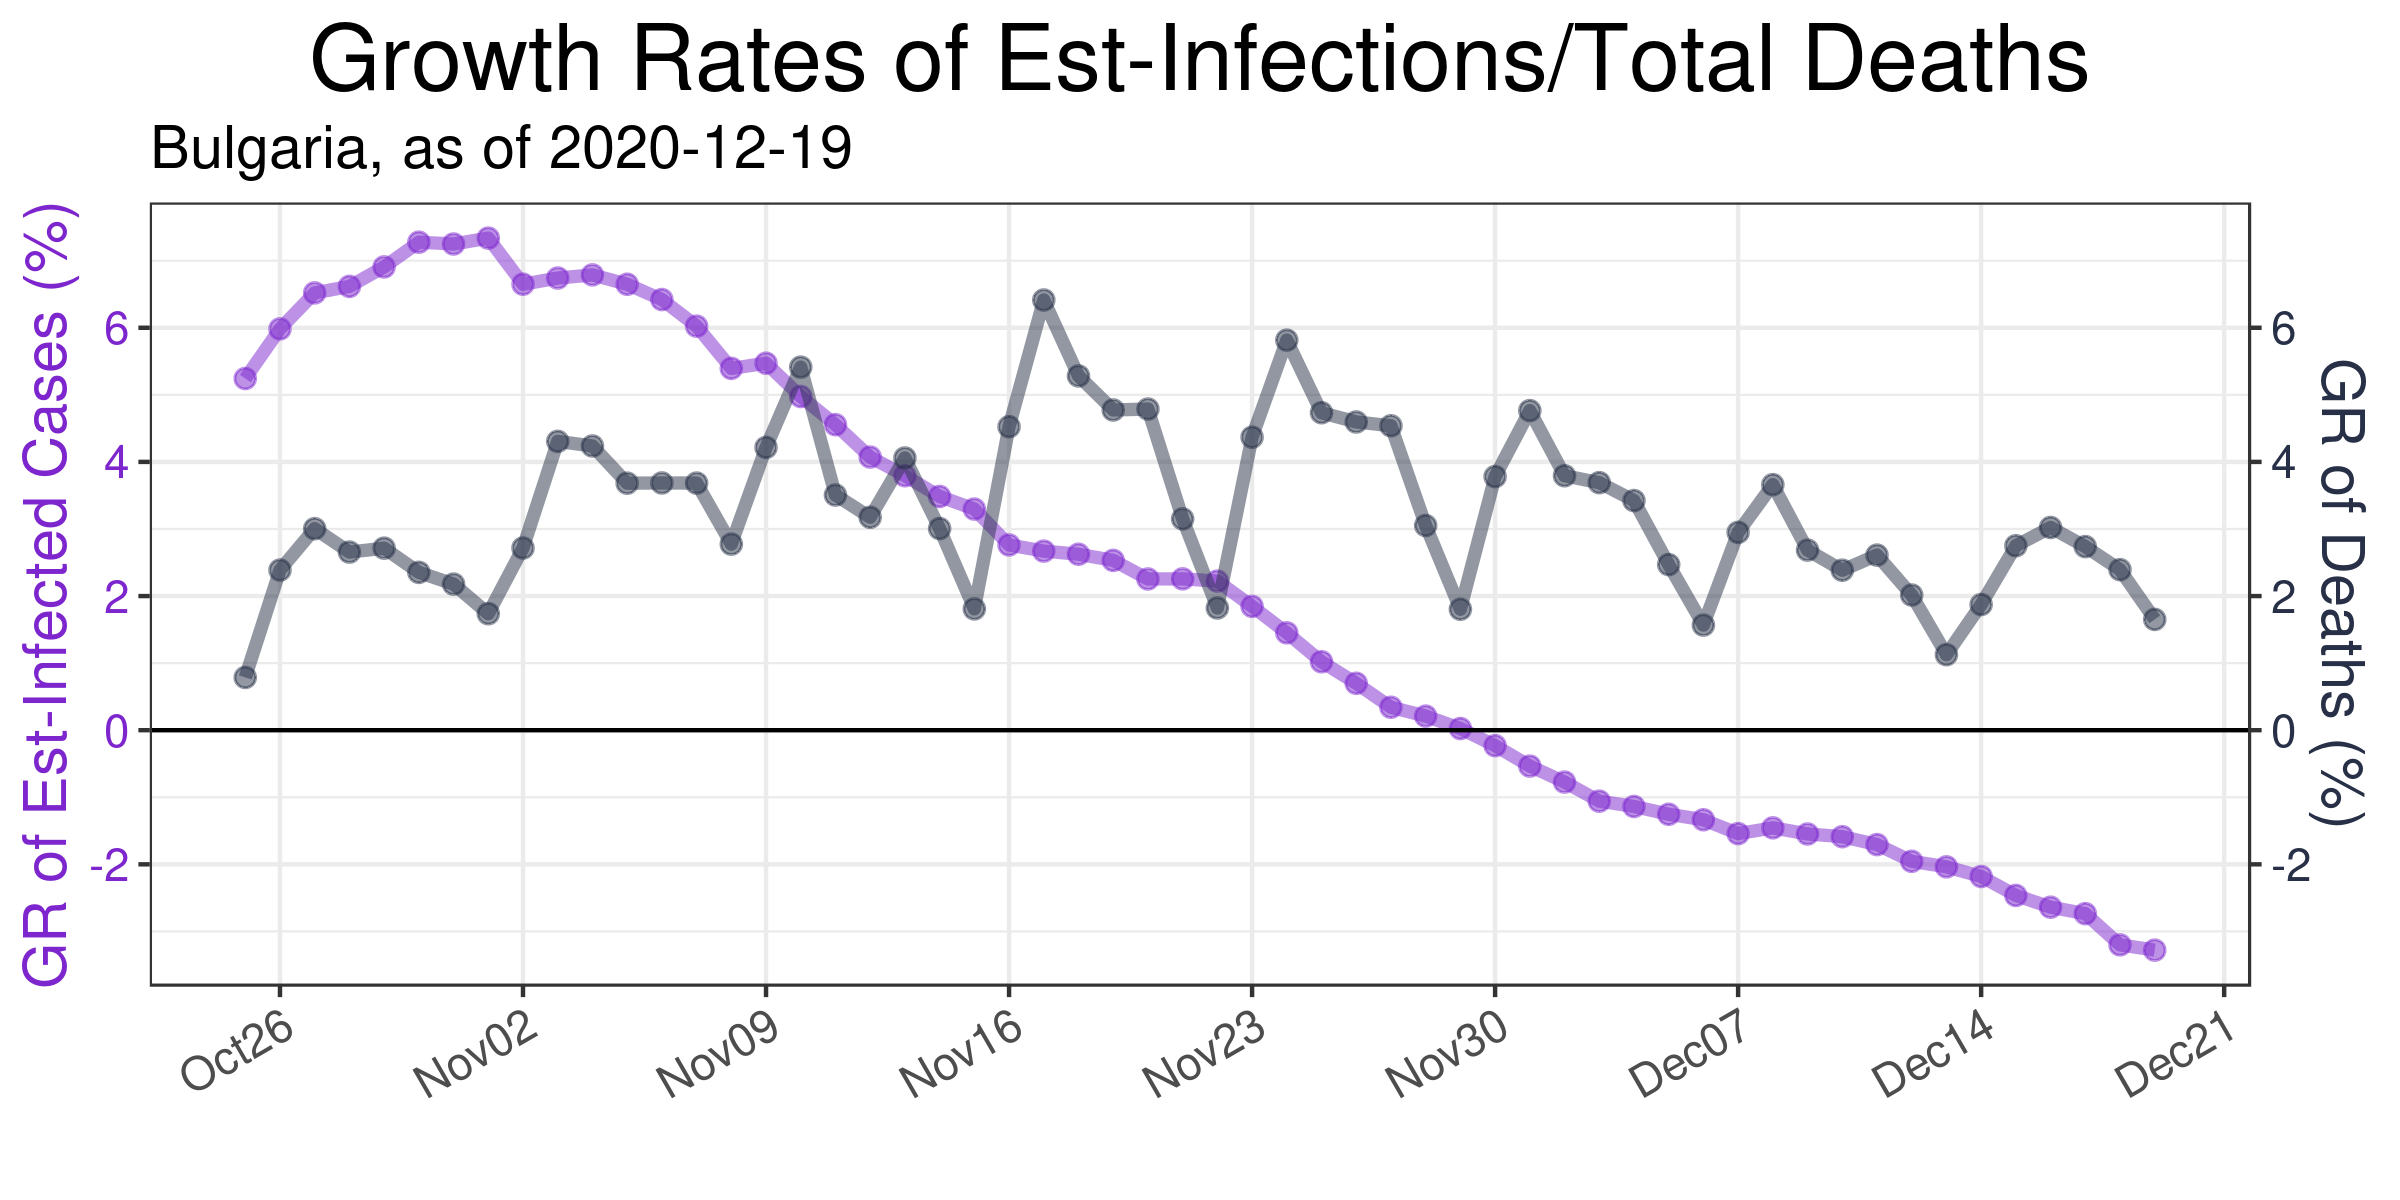 Growth Rates of Est-Infections/Total Deaths
Bulgaria, as of 2020-12-19
GR of Est-Infected Cases (%)
6
4
2
0
-2
6
4
2
0
-2
GR of Deaths (%)
Oct26
Nov02
Nov09
Nov16
Nov23
Nov30
Dec07
Dec14
Dec21